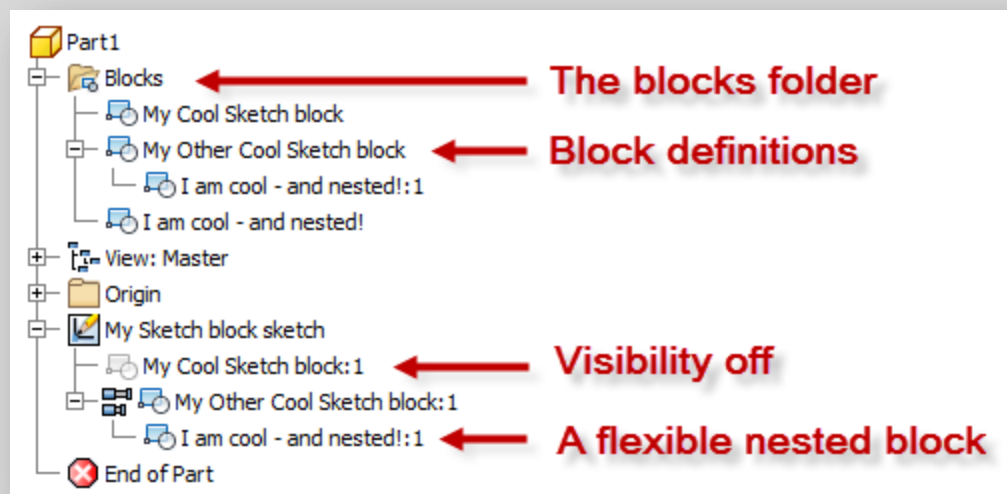 Part1
Blocks
The blocks folder
My Cool Sketch block
My Other Cool Sketch block
Block definitions
I am cool - and nested!:1
I am cool - and nested!
View: Master
Origin
My Sketch block sketch
My Cool Sketch block:1
Visibility off
My Other Cool Sketch block:1
I am cool - and nested!:1
A flexible nested block
End of Part